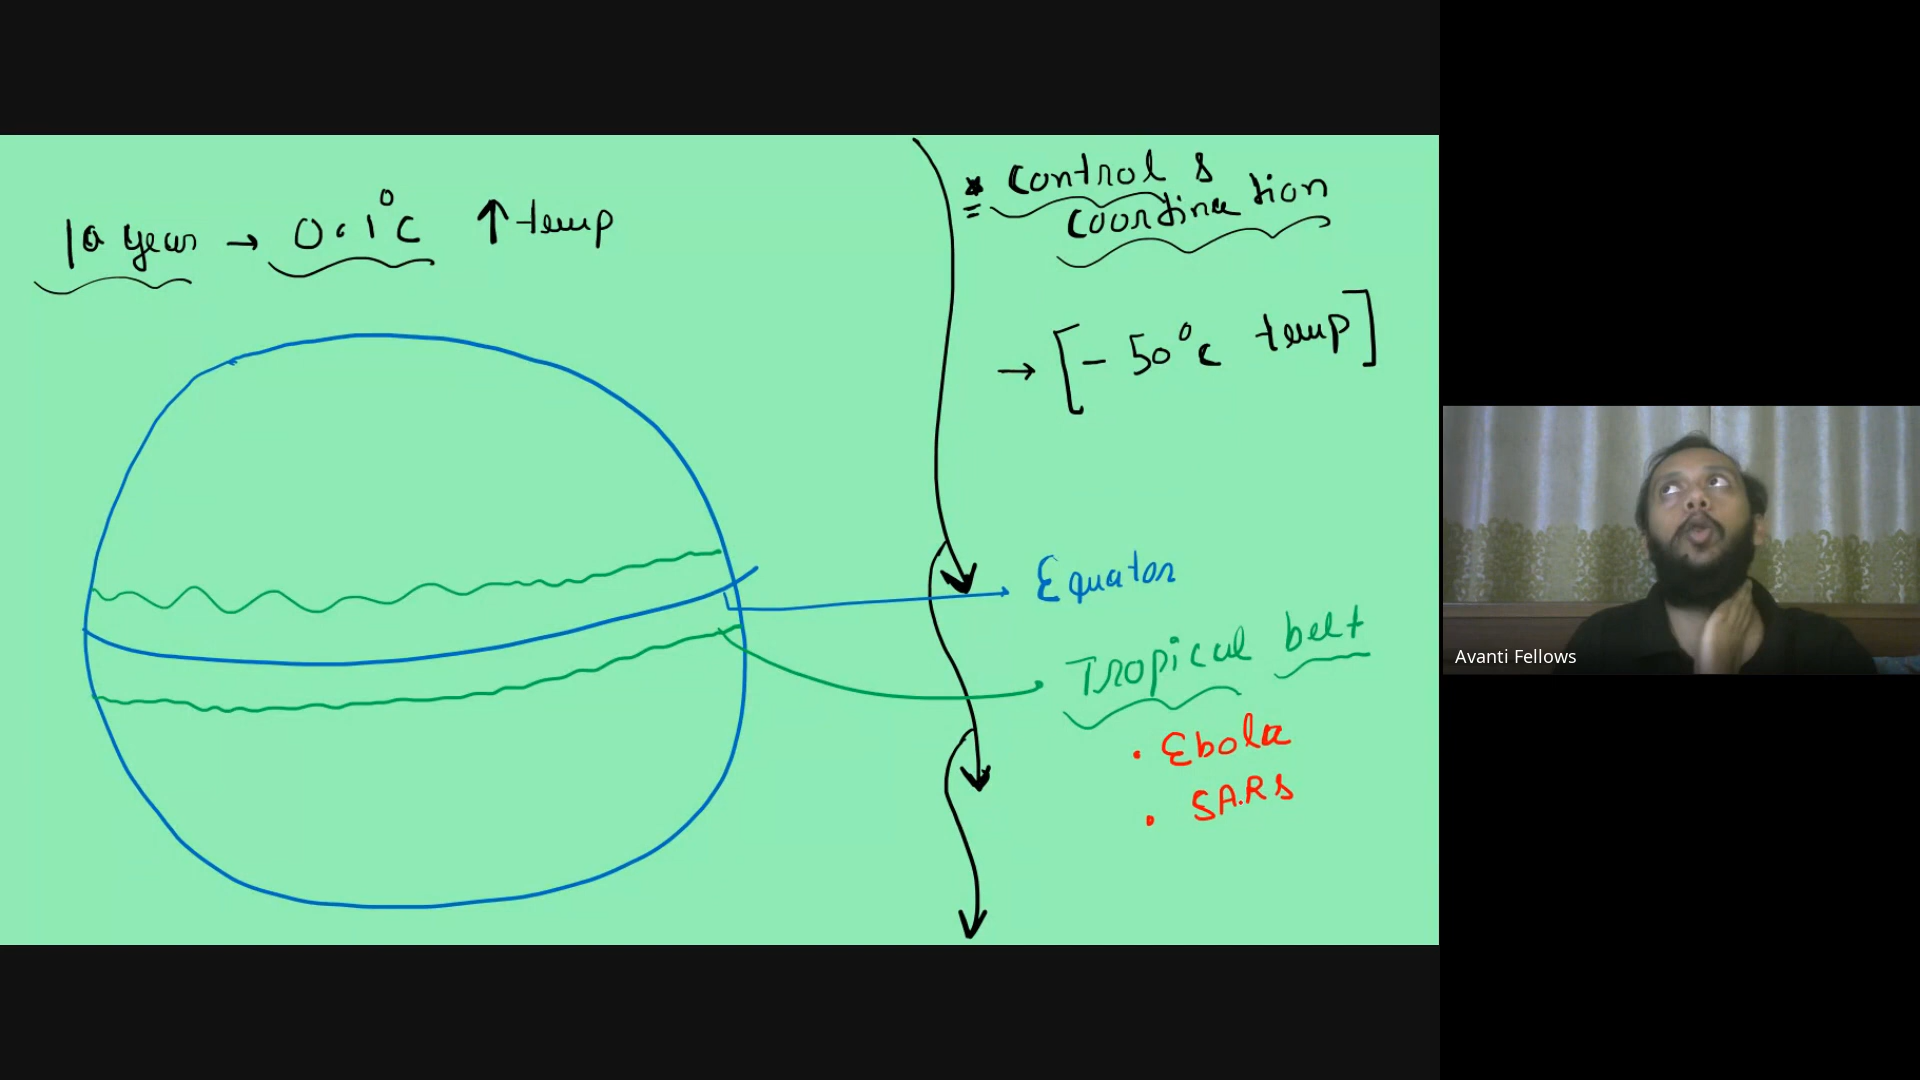 10 year → 0.1°C ↑ temp
* Control &
Coordination
→ [- 50°C temp]
Equator
Tropical belt
• Ebola
• SARS
Avanti Fellows